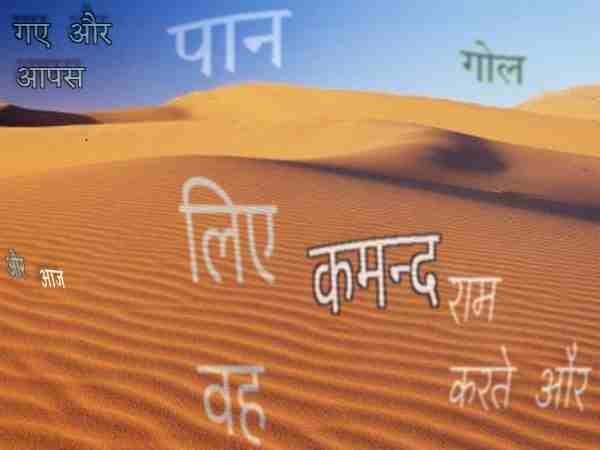 गए और
आपस
पान
गोल
लिए
कमन्द
और
आज
राम
वह
करते और